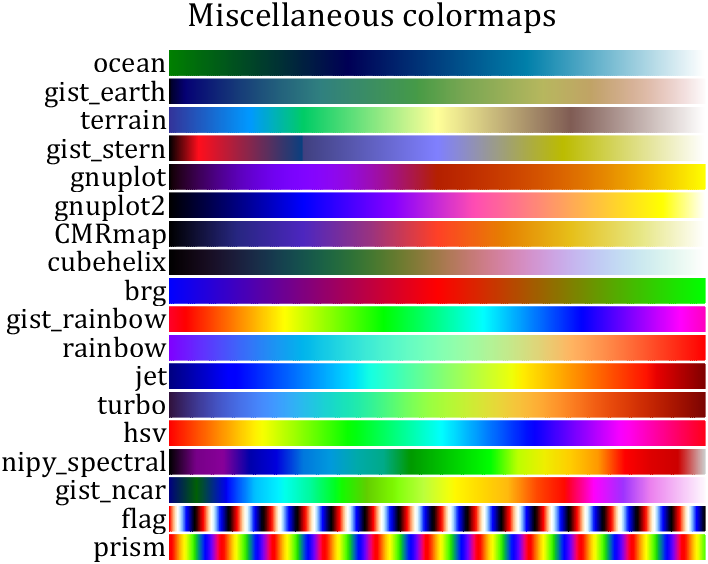 Miscellaneous colormaps
ocean
gist_earth
terrain
gist_stern
gnuplot
gnuplot2
CMRmap
cubehelix
brg
gist_rainbow
rainbow
jet
turbo
hsv
nipy_spectral
gist_ncar
flag
prism